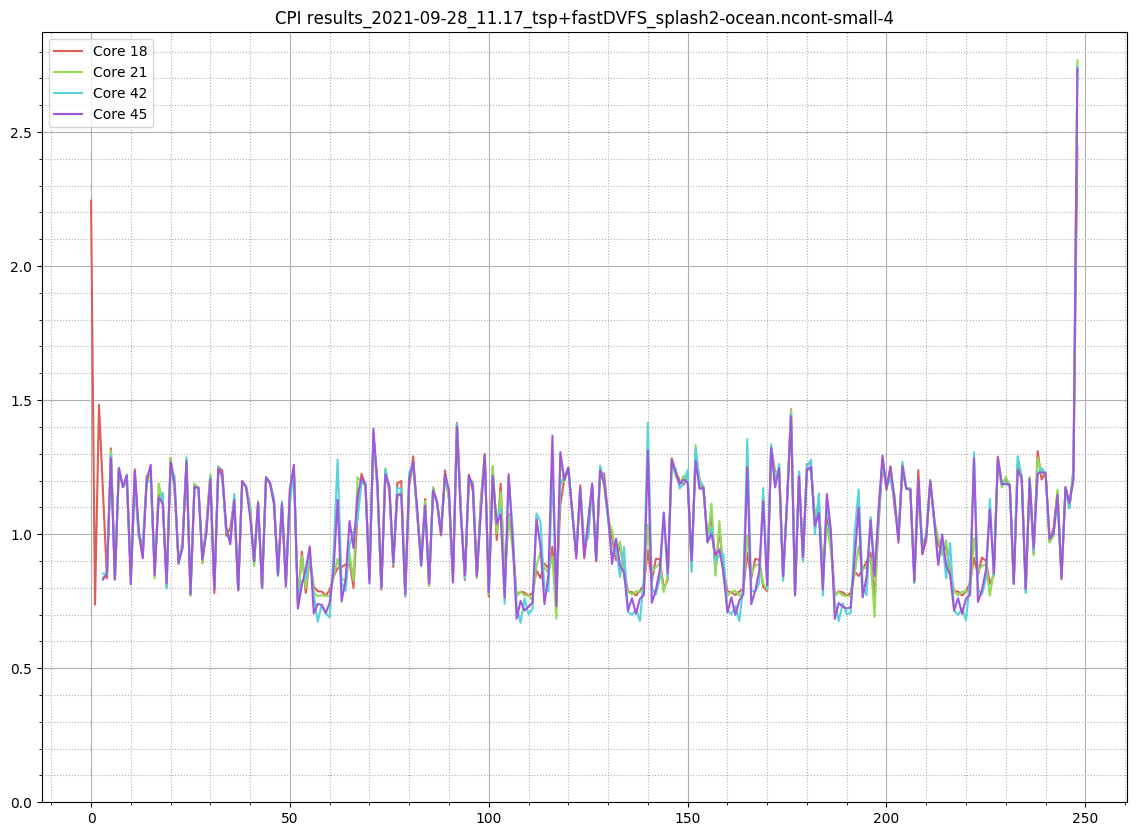 CPI results_2021-09-28_11.17_tsp+fastDVFS_splash2-ocean.ncont-small-4
Core 18
Core 21
Core 42
Core 45
2.5
2.0
1.5
1.0
0.5
0.0
0 50 100 150 200 250